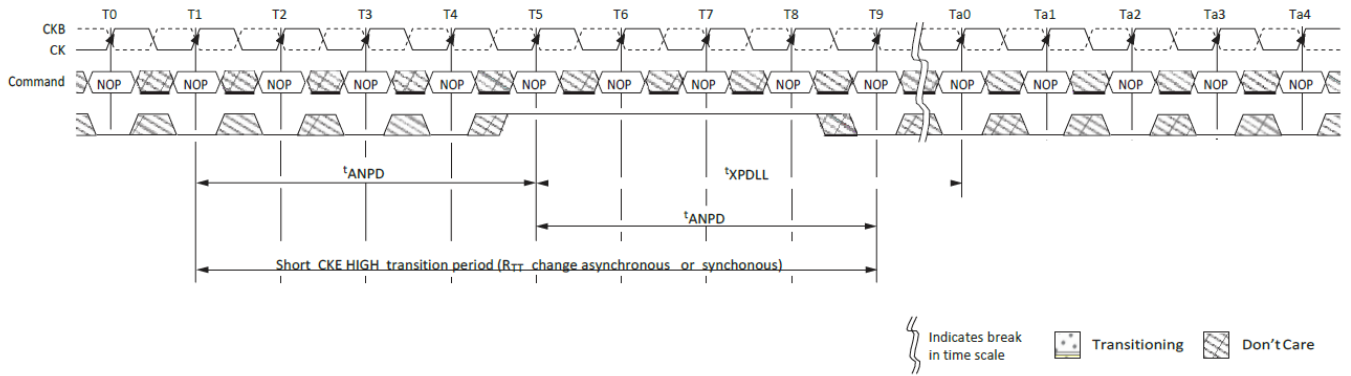 T0 T1 T2 T3 T4 T5 T6 T7 T8 T9 Ta0 Ta1 Ta2 Ta3 Ta4
CKB
CK
Command NOP NOP NOP NOP NOP NOP NOP NOP NOP NOP NOP NOP NOP NOP NOP
tANPD tXPDLL
tANPD
Short CKE HIGH transition period (RTT change asynchronous or synchonous)
Indicates break
in time scale
Transitioning
Don't Care